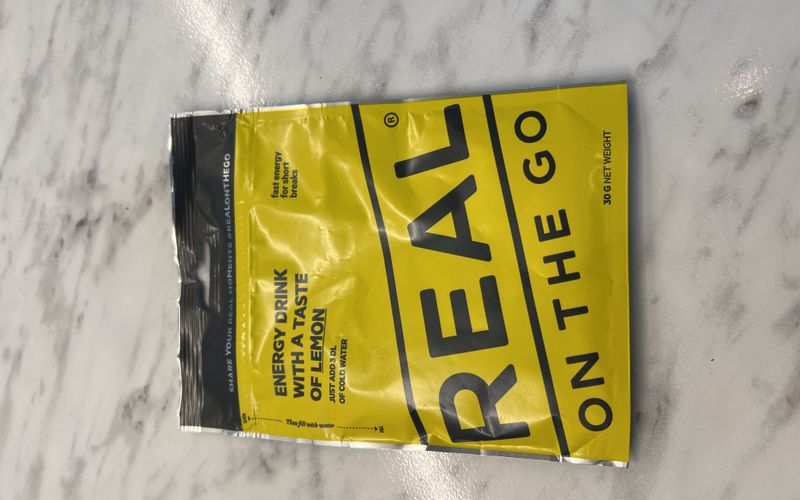 SHARE YOUR REAL MOMENTS #REALONTHEGO
fast energy
for short
breaks
ENERGY DRINK
WITH A TASTE
OF LEMON
JUST ADD 3 DL
OF COLD WATER
Then fill with water
REAL®
ON THE GO
30 G NET WEIGHT